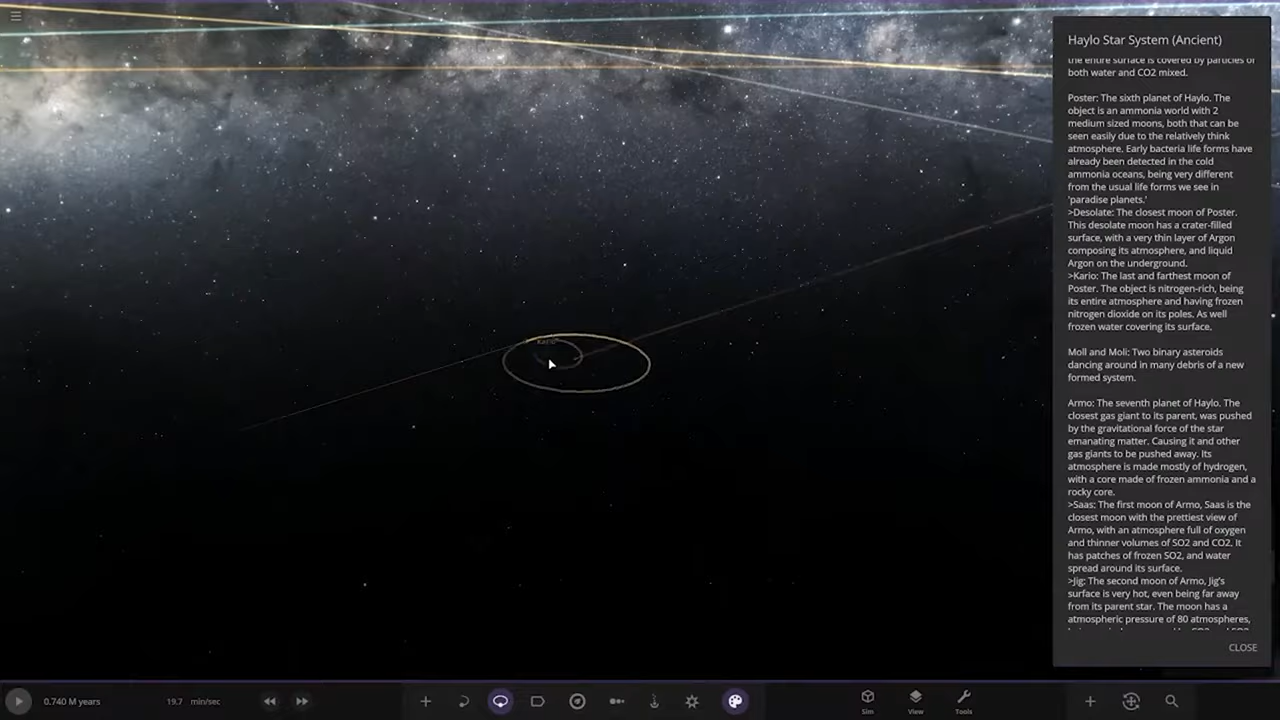 Haylo Star System (Ancient)
the entire surface is covered by particles of
both water and CO2 mixed.
Poster: The sixth planet of Haylo. The
object is an ammonia world with 2
medium sized moons, both that can be
seen easily due to the relatively think
atmosphere. Early bacteria life forms have
already been detected in the cold
ammonia oceans, being very different
from the usual life forms we see in
'paradise planets.'
>Desolate: The closest moon of Poster.
This desolate moon has a crater-filled
surface, with a very thin layer of Argon
composing its atmosphere, and liquid
Argon on the underground.
>Kario: The last and farthest moon of
Poster. The object is nitrogen-rich, being
its entire atmosphere and having frozen
nitrogen dioxide on its poles. As well
frozen water covering its surface.
Moll and Moli: Two binary asteroids
dancing around in many debris of a new
formed system.
Armo: The seventh planet of Haylo. The
closest gas giant to its parent, was pushed
by the gravitational force of the star
emanating matter. Causing it and other
gas giants to be pushed away. Its
atmosphere is made mostly of hydrogen,
with a core made of frozen ammonia and a
rocky core.
>Saas: The first moon of Armo, Saas is the
closest moon with the prettiest view of
Armo, with an atmosphere full of oxygen
and thinner volumes of SO2 and CO2, It
has patches of frozen SO2, and water
spread around its surface.
>Jig: The second moon of Armo, Jig's
surface is very hot, even being far away
from its parent star. The moon has a
atmospheric pressure of 80 atmospheres,
CLOSE
0.740 M years
19.7 min/sec
Sim
View
Tools